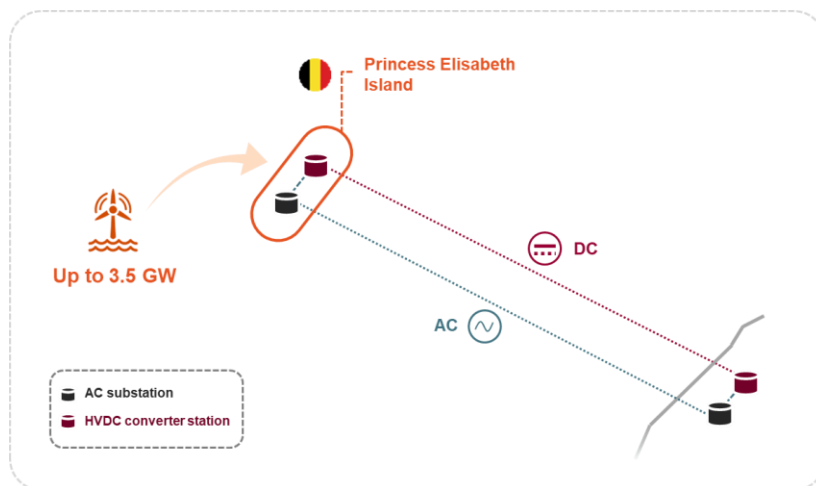 Princess Elisabeth
Island
Up to 3.5 GW
DC
AC
AC substation
HVDC converter station